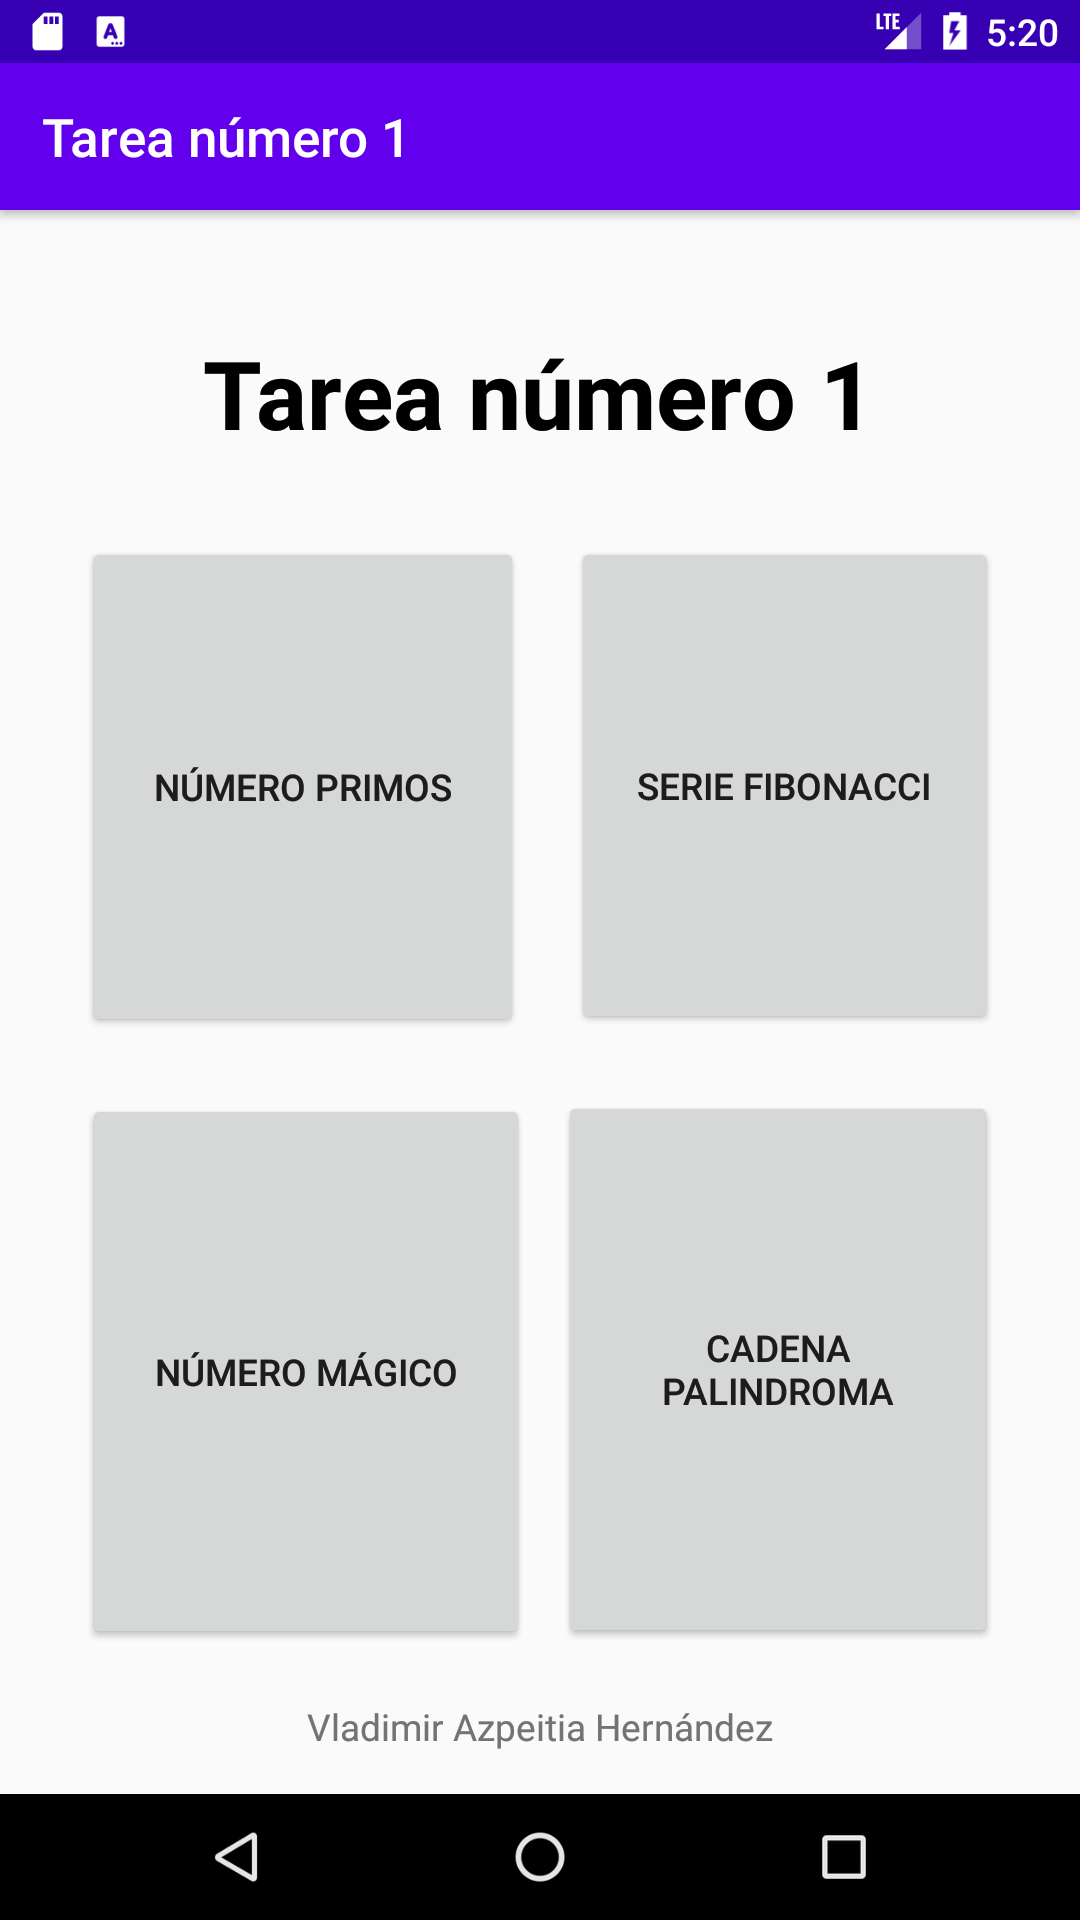 LTE 5:20
Tarea número 1
Tarea número 1
NÚMERO PRIMOS
SERIE FIBONACCI
NÚMERO MÁGICO
CADENA
PALINDROMA
Vladimir Azpeitia Hernández